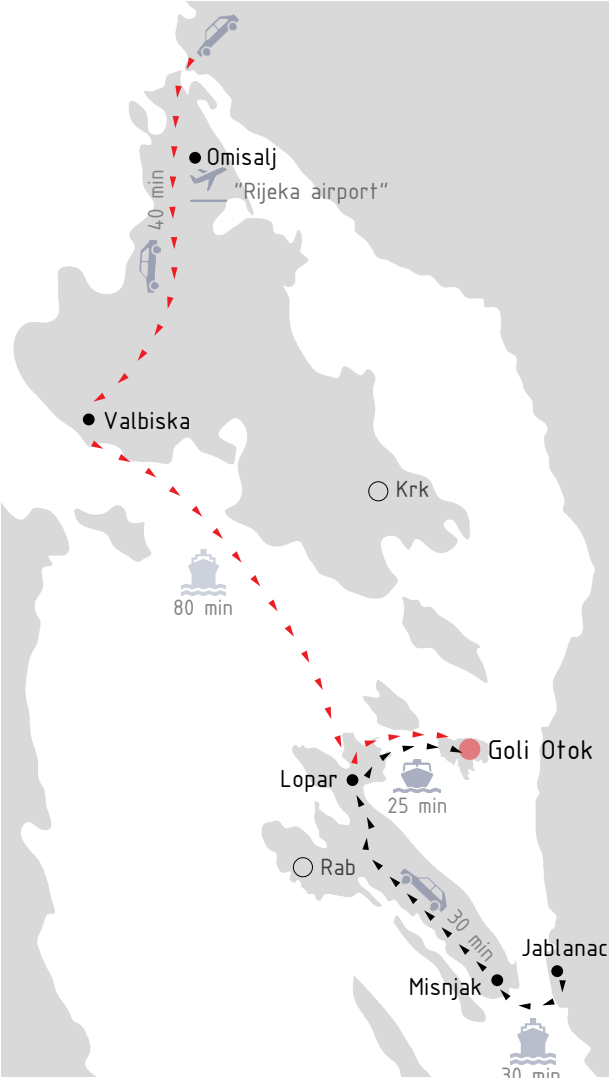 Omisalj
40 min
"Rijeka airport"
Valbiska
Krk
80 min
Goli Otok
Lopar
25 min
Rab
30 min
Jablanac
Misnjak
30 min